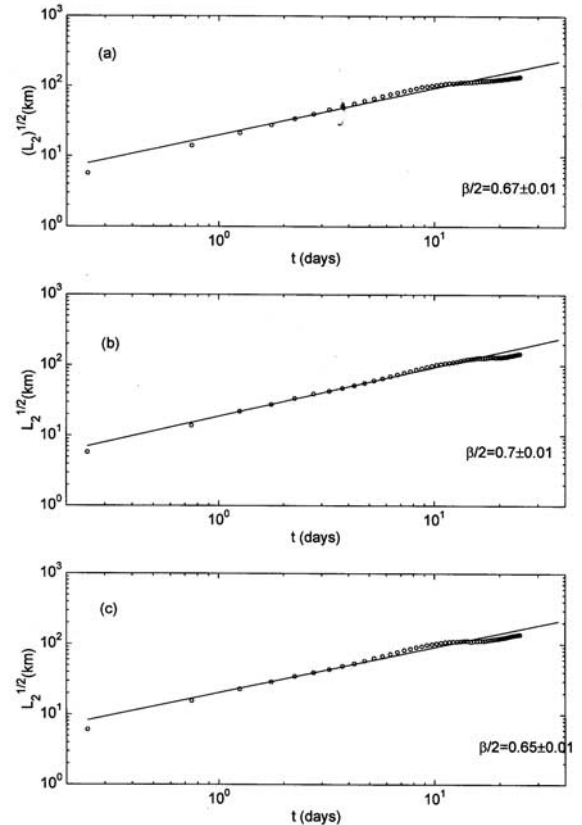 10³
(a)
10²
(L₂)^1/2(km)
10¹
β/2=0.67±0.01
10⁰
10⁰
10¹
t (days)
10³
(b)
10²
L₂^1/2(km)
10¹
β/2=0.7±0.01
10⁰
10⁰
10¹
t (days)
10³
(c)
10²
L₂^1/2(km)
10¹
β/2=0.65±0.01
10⁰
10⁰
10¹
t (days)